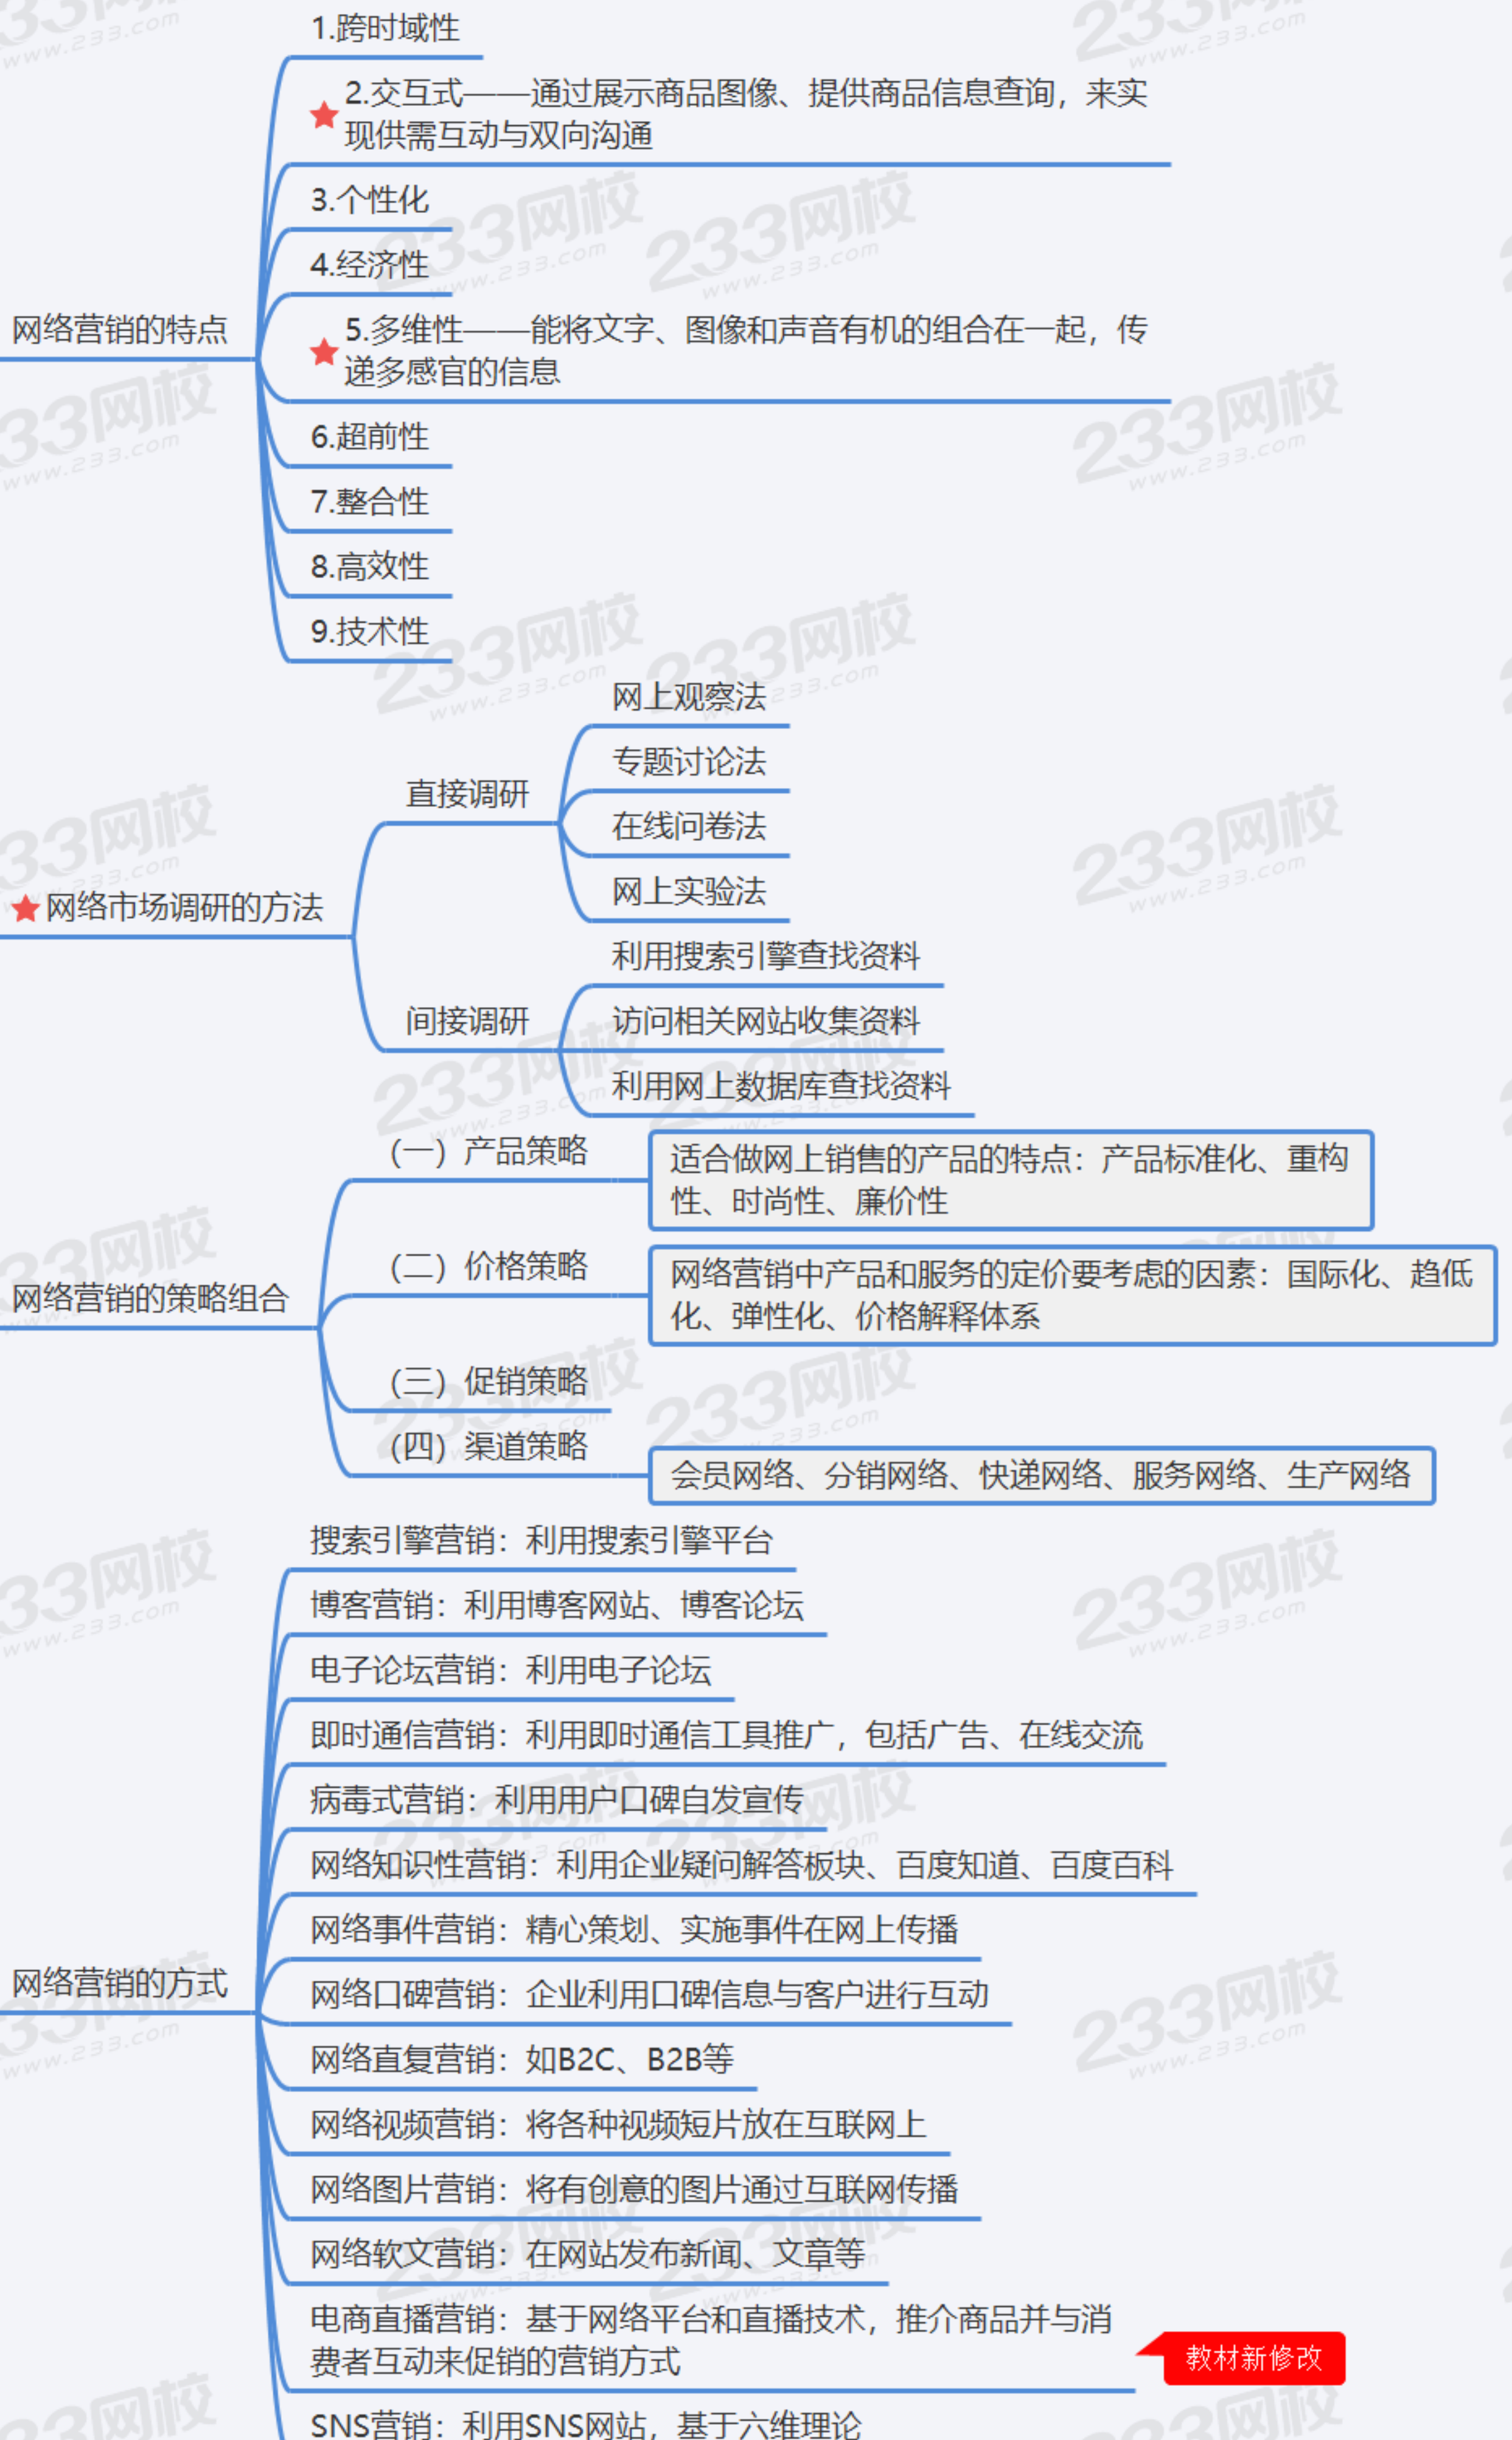 网络营销的特点
1.跨时域性
2.交互式——通过展示商品图像、提供商品信息查询，来实
现供需互动与双向沟通
3.个性化
4.经济性
5.多维性——能将文字、图像和声音有机的组合在一起，传
递多感官的信息
6.超前性
7.整合性
8.高效性
9.技术性
网络市场调研的方法
直接调研
网上观察法
专题讨论法
在线问卷法
网上实验法
间接调研
利用搜索引擎查找资料
访问相关网站收集资料
利用网上数据库查找资料
网络营销的策略组合
（一）产品策略
适合做网上销售的产品的特点：产品标准化、重构
性、时尚性、廉价性
（二）价格策略
网络营销中产品和服务的定价要考虑的因素：国际化、趋低
化、弹性化、价格解释体系
（三）促销策略
（四）渠道策略
会员网络、分销网络、快递网络、服务网络、生产网络
网络营销的方式
搜索引擎营销：利用搜索引擎平台
博客营销：利用博客网站、博客论坛
电子论坛营销：利用电子论坛
即时通信营销：利用即时通信工具推广，包括广告、在线交流
病毒式营销：利用用户口碑自发宣传
网络知识性营销：利用企业疑问解答板块、百度知道、百度百科
网络事件营销：精心策划、实施事件在网上传播
网络口碑营销：企业利用口碑信息与客户进行互动
网络直复营销：如B2C、B2B等
网络视频营销：将各种视频短片放在互联网上
网络图片营销：将有创意的图片通过互联网传播
网络软文营销：在网站发布新闻、文章等
电商直播营销：基于网络平台和直播技术，推介商品并与消
费者互动来促销的营销方式
教材新修改
SNS营销：利用SNS网站，基于六维理论
233网校
www.233.com